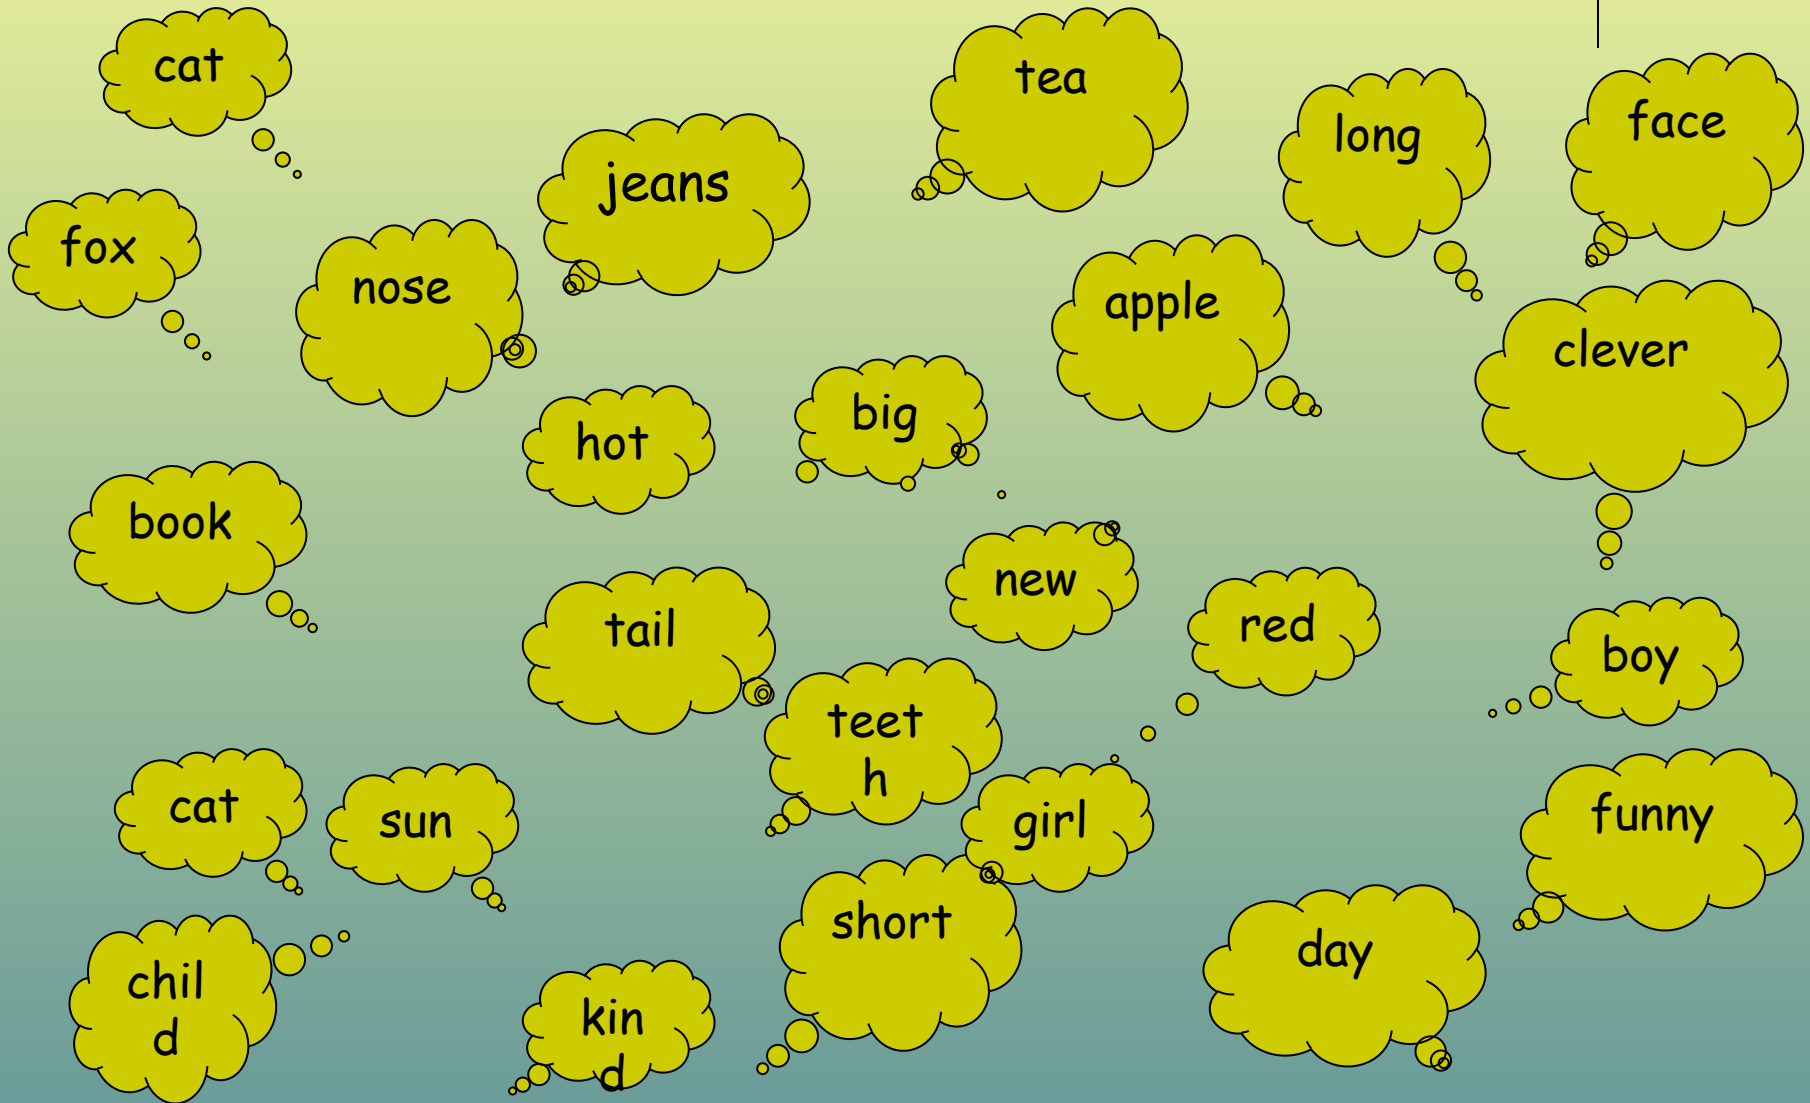 cat
tea
long
face
jeans
fox
nose
apple
clever
big
hot
book
new
red
tail
boy
teet
h
cat
sun
girl
funny
short
day
chil
d
kin
d